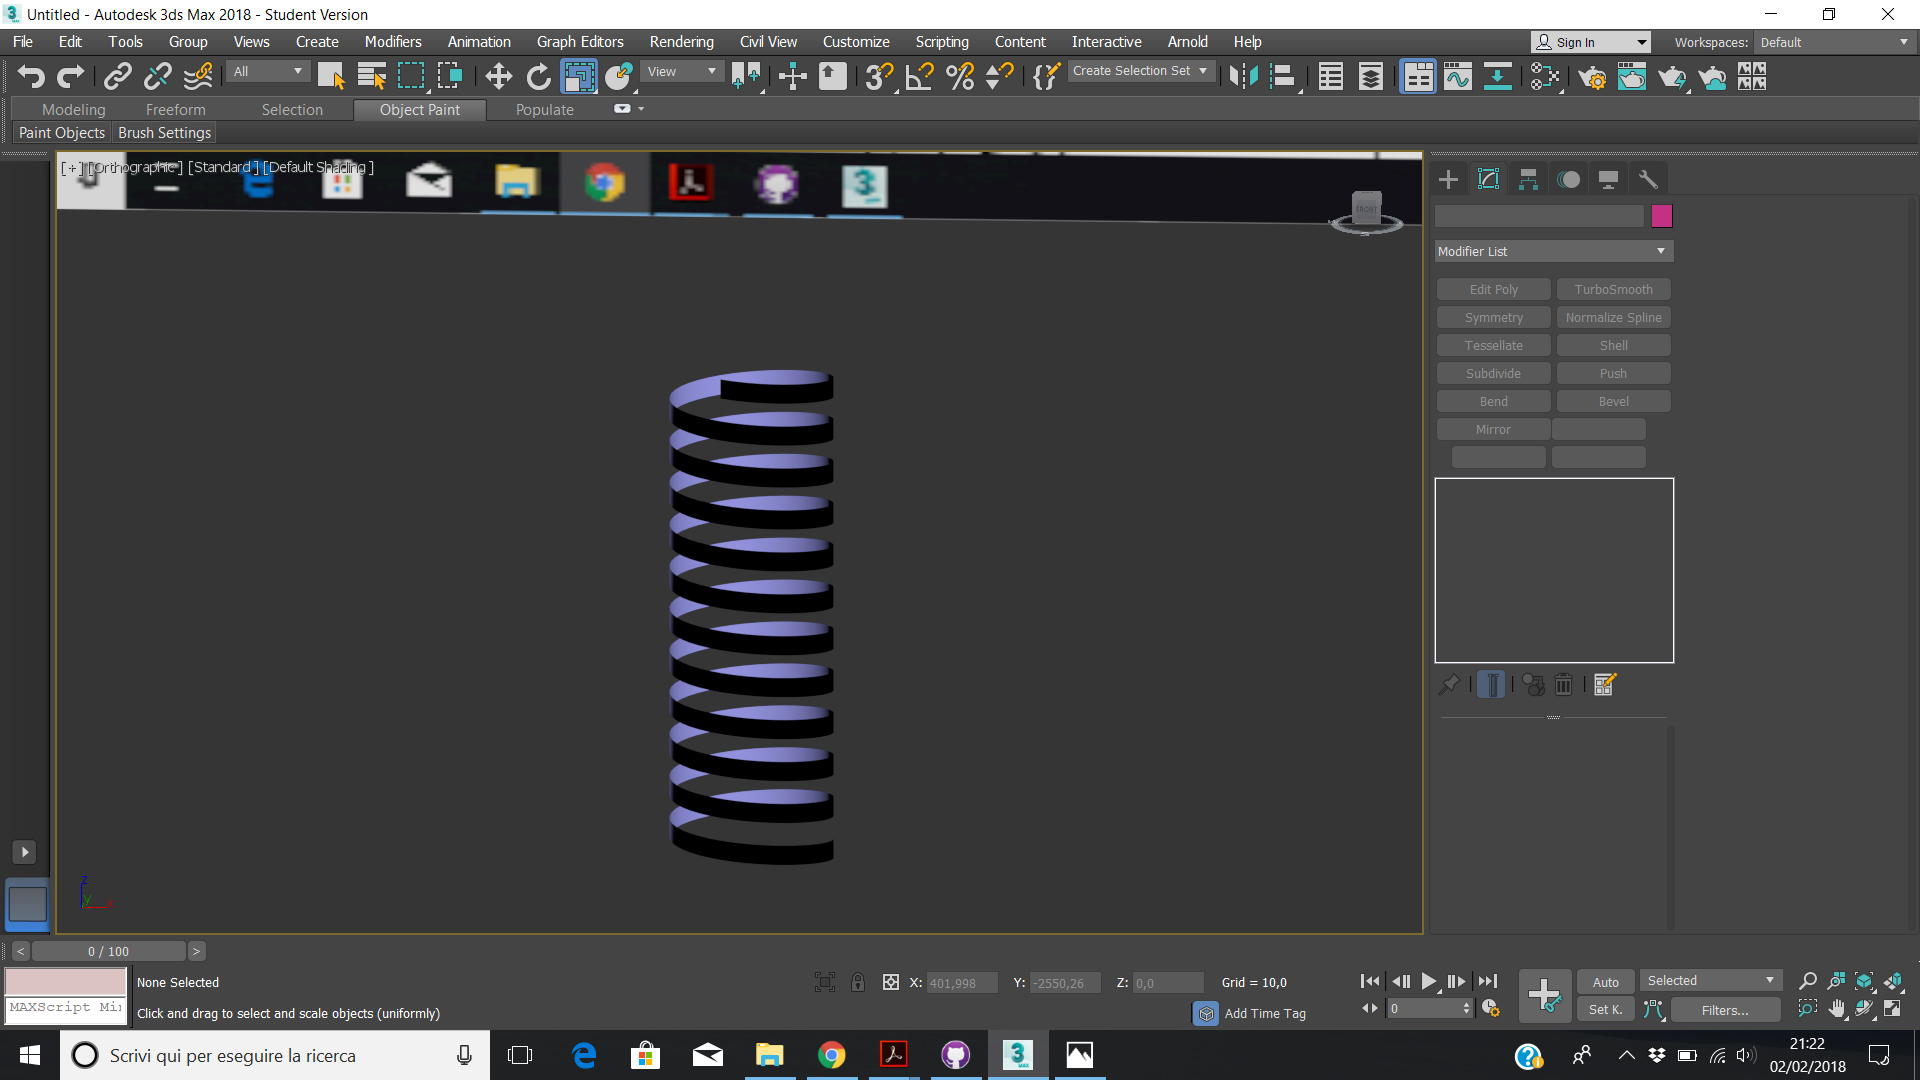 Untitled - Autodesk 3ds Max 2018 - Student Version
File Edit Tools Group Views Create Modifiers Animation Graph Editors Rendering Civil View Customize Scripting Content Interactive Arnold Help Sign In Workspaces: Default
All View Create Selection Set
Modeling Freeform Selection Object Paint Populate
Paint Objects Brush Settings
[ + ] [Orthographic ] [Standard ] [Default Shading ]
FRONT
Modifier List
Edit Poly TurboSmooth
Symmetry Normalize Spline
Tessellate Shell
Subdivide Push
Bend Bevel
Mirror
z
y
x
< 0 / 100 >
None Selected X: 401,998 Y: -2550,26 Z: 0,0 Grid = 10,0 Auto Selected
MAXScript Mi
Click and drag to select and scale objects (uniformly) Add Time Tag 0 Set K. Filters...
Scrivi qui per eseguire la ricerca
21:22
02/02/2018